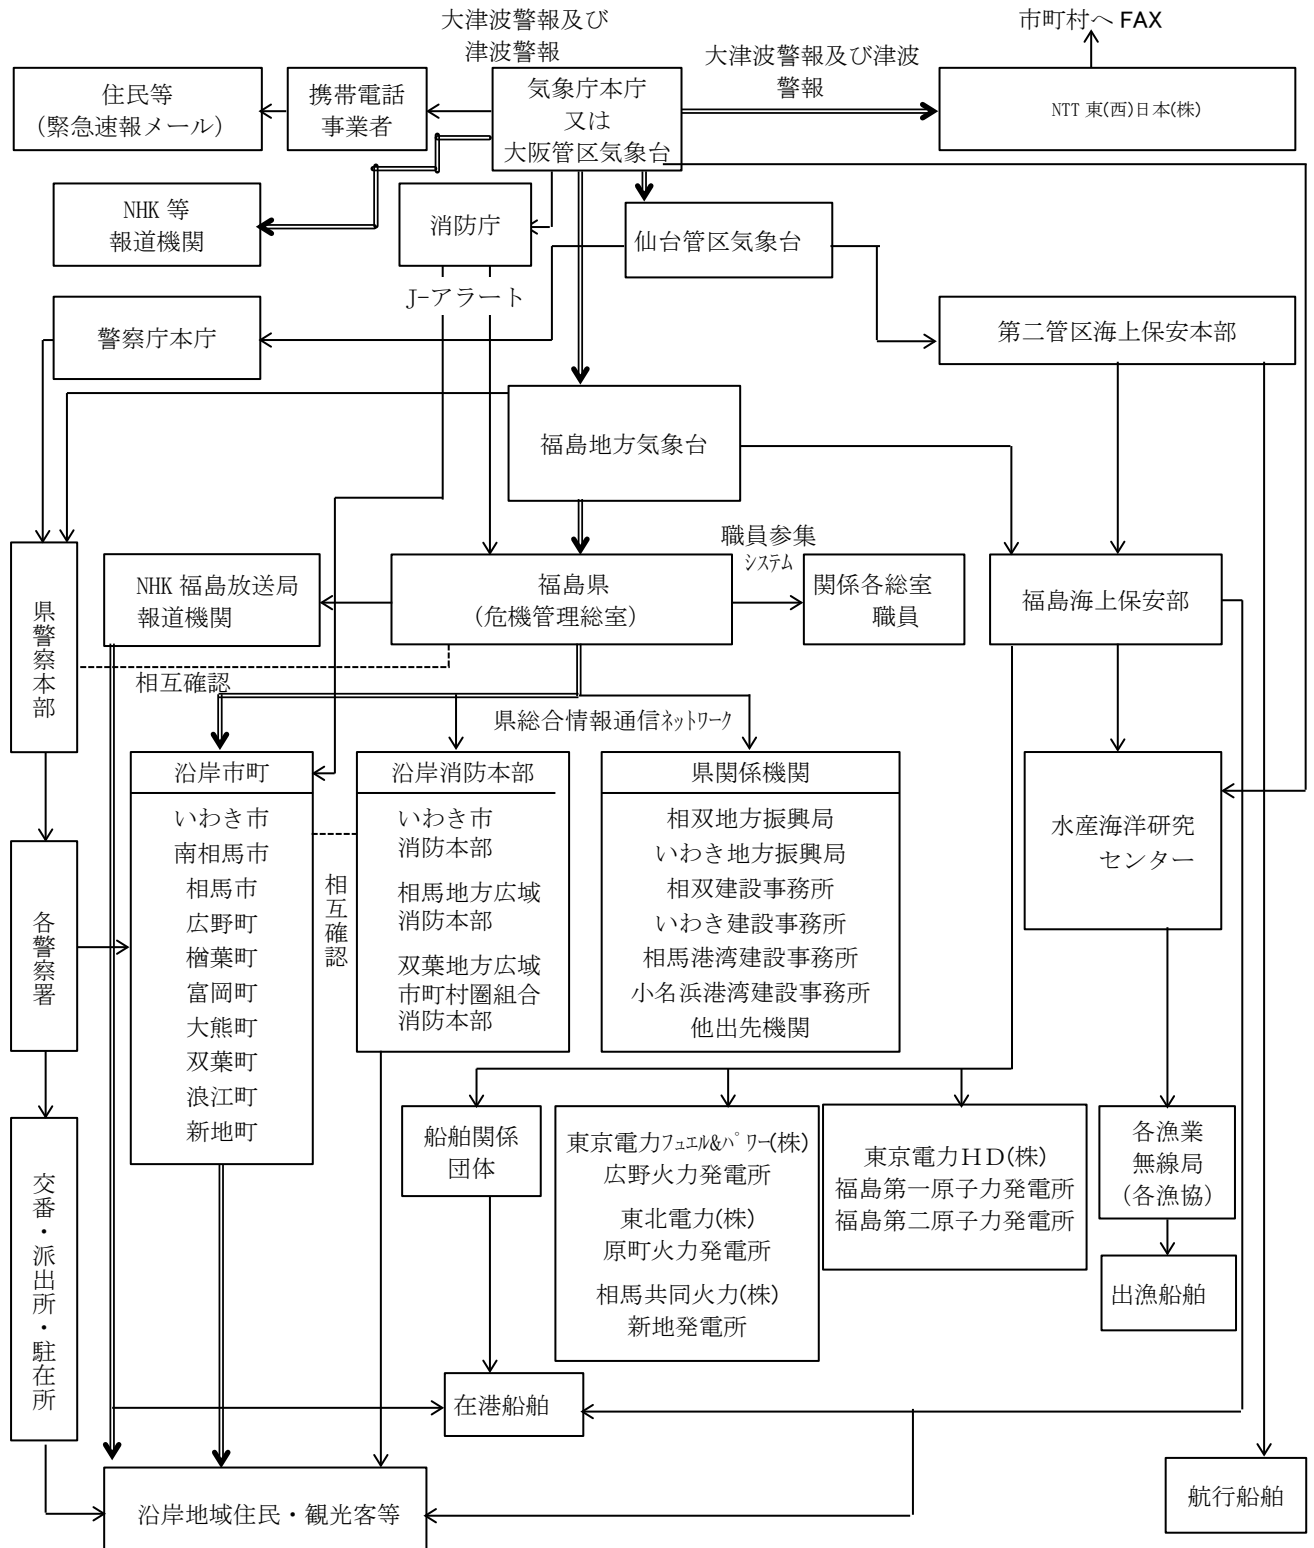 大津波警報及び
津波警報
市町村へ FAX
大津波警報及び津波
警報
住民等
(緊急速報メール)
携帯電話
事業者
気象庁本庁
又は
大阪管区気象台
NTT 東(西)日本(株)
NHK 等
報道機関
消防庁
仙台管区気象台
J-アラート
警察庁本庁
第二管区海上保安本部
福島地方気象台
職員参集
システム
県警察本部
NHK 福島放送局
報道機関
福島県
(危機管理総室)
関係各総室
職員
福島海上保安部
相互確認
県総合情報通信ネットワーク
沿岸市町
いわき市
南相馬市
相馬市
広野町
楢葉町
富岡町
大熊町
双葉町
浪江町
新地町
相互確認
沿岸消防本部
いわき市
消防本部
相馬地方広域
消防本部
双葉地方広域
市町村圏組合
消防本部
県関係機関
相双地方振興局
いわき地方振興局
相双建設事務所
いわき建設事務所
相馬港湾建設事務所
小名浜港湾建設事務所
他出先機関
水産海洋研究
センター
各警察署
交番・派出所・駐在所
船舶関係
団体
東京電力フュエル&パワー(株)
広野火力発電所
東北電力(株)
原町火力発電所
相馬共同火力(株)
新地発電所
東京電力HD(株)
福島第一原子力発電所
福島第二原子力発電所
各漁業
無線局
(各漁協)
出漁船舶
在港船舶
沿岸地域住民・観光客等
航行船舶